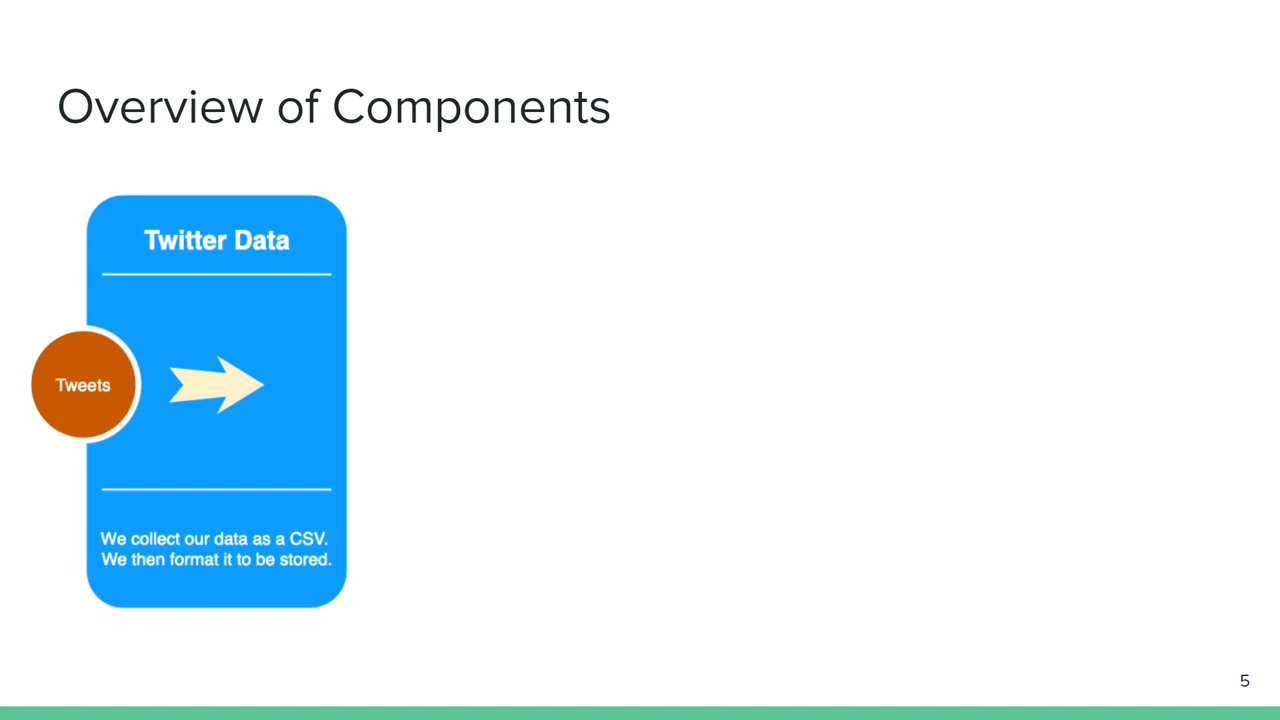 Overview of Components
Twitter Data
Tweets
We collect our data as a CSV.
We then format it to be stored.
5